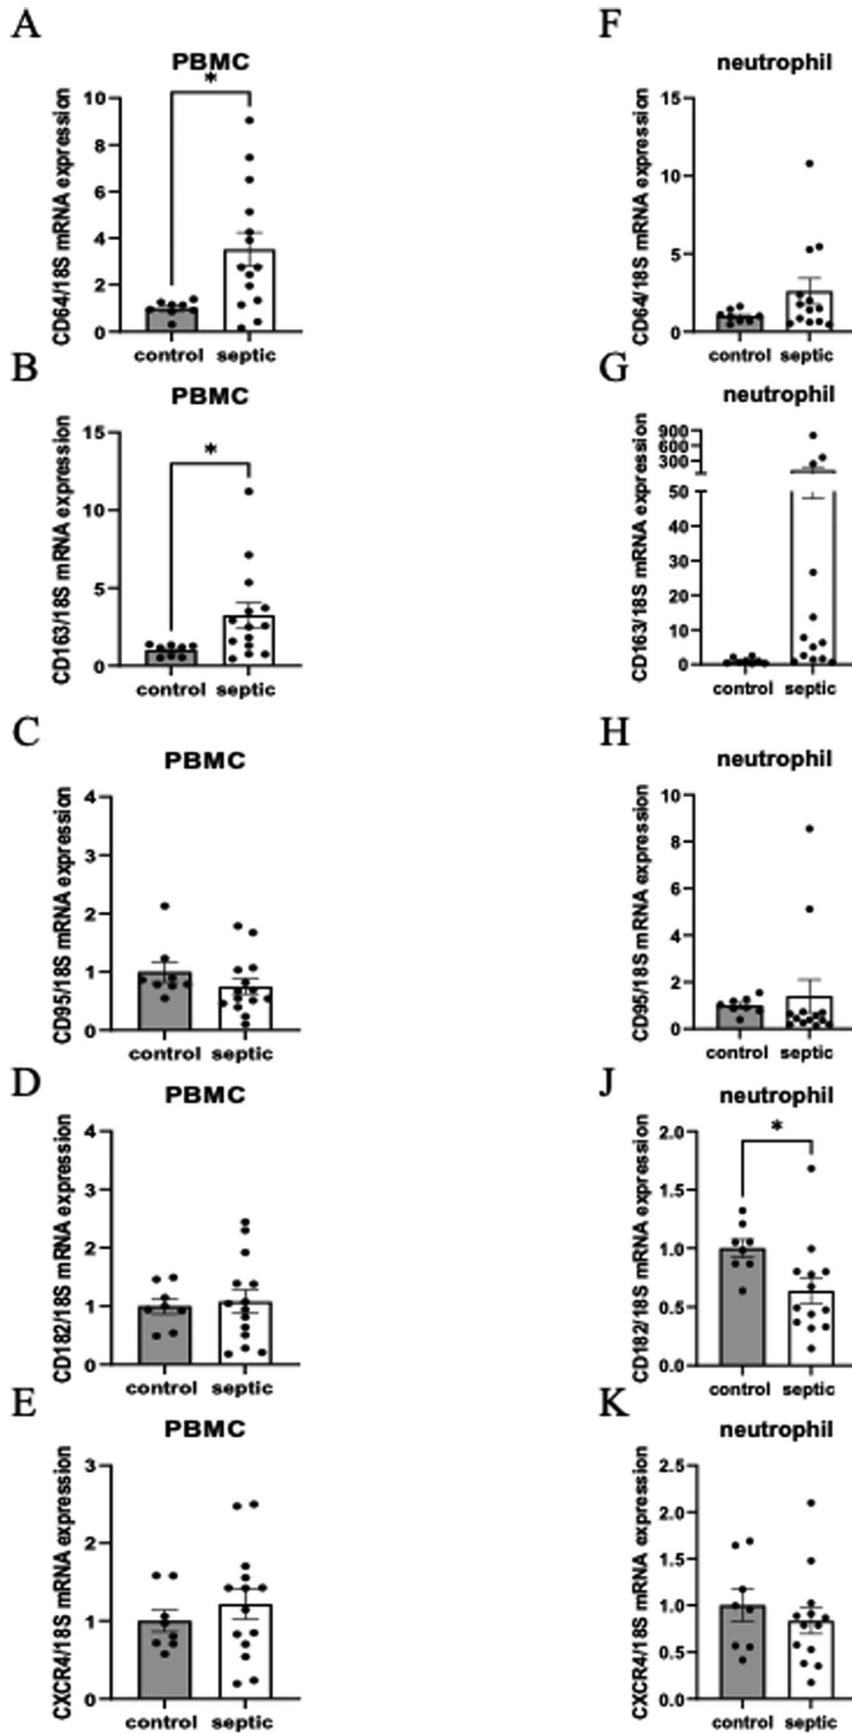 A
PBMC
*
CD64/18S mRNA expression
10
8
6
4
2
0
control septic
B
PBMC
*
CD163/18S mRNA expression
15
10
5
0
control septic
C
PBMC
CD95/18S mRNA expression
4
3
2
1
0
control septic
D
PBMC
CD182/18S mRNA expression
4
3
2
1
0
control septic
E
PBMC
CXCR4/18S mRNA expression
3
2
1
0
control septic
F
neutrophil
CD64/18S mRNA expression
15
10
5
0
control septic
G
neutrophil
CD163/18S mRNA expression
900
600
300
50
40
30
20
10
0
control septic
H
neutrophil
CD95/18S mRNA expression
10
8
6
4
2
0
control septic
J
neutrophil
*
CD182/18S mRNA expression
2.0
1.5
1.0
0.5
0.0
control septic
K
neutrophil
CXCR4/18S mRNA expression
2.5
2.0
1.5
1.0
0.5
0.0
control septic